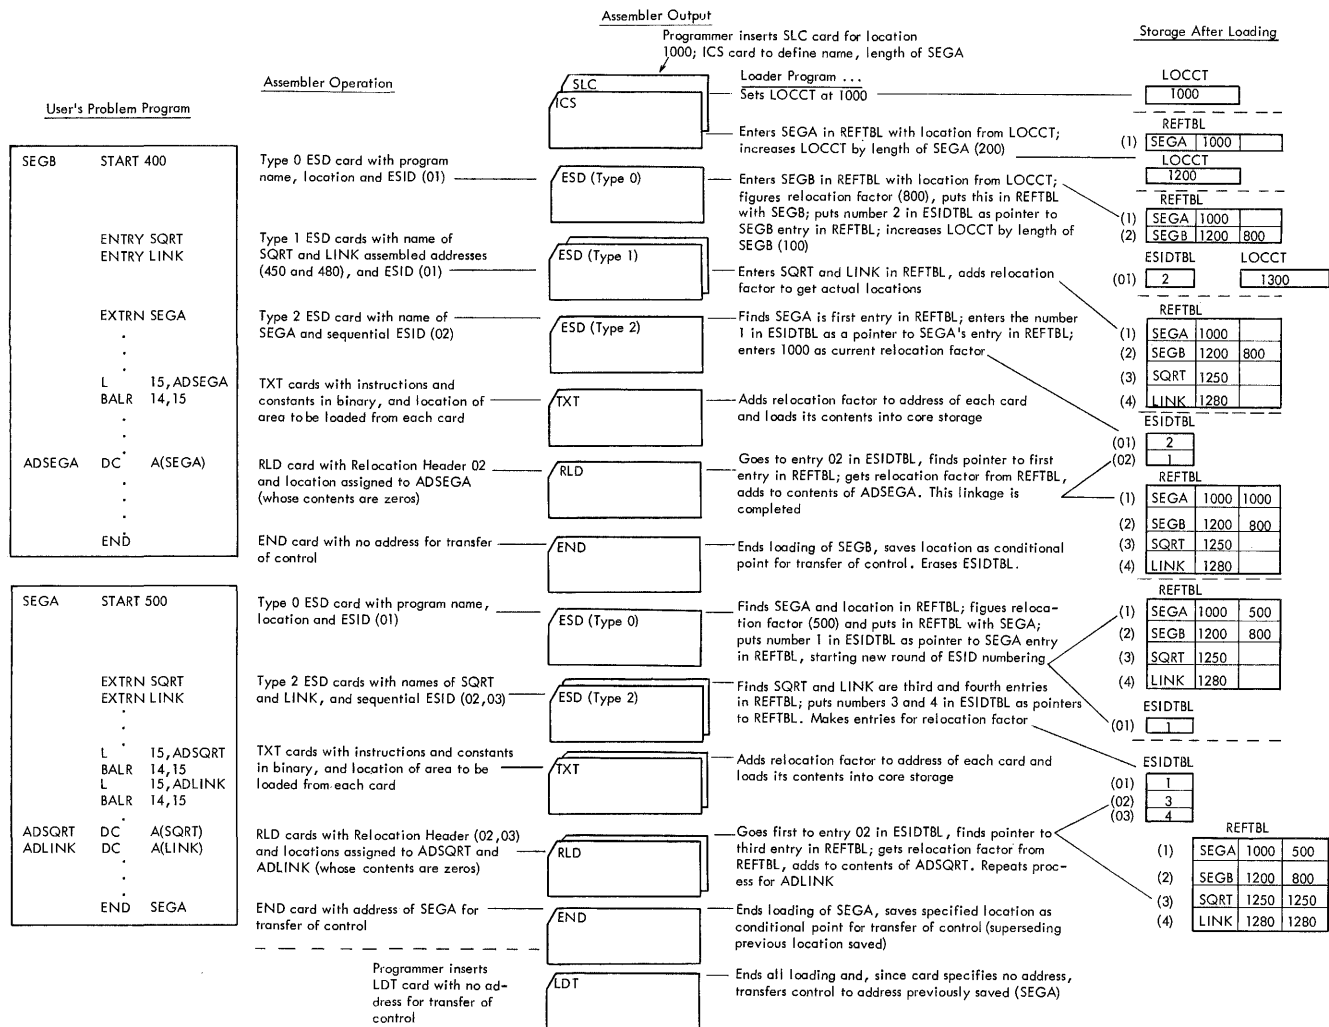 Assembler Output
Programmer inserts SLC card for location
1000; ICS card to define name, length of SEGA
Storage After Loading
User's Problem Program
Assembler Operation
SLC
ICS
Loader Program ...
Sets LOCCT at 1000
LOCCT
1000
Enters SEGA in REFTBL with location from LOCCT;
increases LOCCT by length of SEGA (200)
REFTBL
(1) SEGA 1000
LOCCT
1200
SEGB START 400
Type 0 ESD card with program
name, location and ESID (01)
ESD (Type 0)
Enters SEGB in REFTBL with location from LOCCT;
figures relocation factor (800), puts this in REFTBL
with SEGB; puts number 2 in ESIDTBL as pointer to
SEGB entry in REFTBL; increases LOCCT by length of
SEGB (100)
REFTBL
(1) SEGA 1000
(2) SEGB 1200 800
ESIDTBL LOCCT
(01) 2 1300
ENTRY SQRT
ENTRY LINK
Type 1 ESD cards with name of
SQRT and LINK assembled addresses
(450 and 480), and ESID (01)
ESD (Type 1)
Enters SQRT and LINK in REFTBL, adds relocation
factor to get actual locations
REFTBL
(1) SEGA 1000
(2) SEGB 1200 800
(3) SQRT 1250
(4) LINK 1280
EXTRN SEGA
.
.
.
Type 2 ESD card with name of
SEGA and sequential ESID (02)
ESD (Type 2)
Finds SEGA is first entry in REFTBL; enters the number
1 in ESIDTBL as a pointer to SEGA's entry in REFTBL;
enters 1000 as current relocation factor
ESIDTBL
(01) 2
(02) 1
L 15,ADSEGA
BALR 14,15
.
.
.
TXT cards with instructions and
constants in binary, and location of
area to be loaded from each card
TXT
Adds relocation factor to address of each card
and loads its contents into core storage
ADSEGA DC A(SEGA)
.
.
.
.
RLD card with Relocation Header 02
and location assigned to ADSEGA
(whose contents are zeros)
RLD
Goes to entry 02 in ESIDTBL, finds pointer to first
entry in REFTBL; gets relocation factor from REFTBL,
adds to contents of ADSEGA. This linkage is
completed
REFTBL
(1) SEGA 1000 1000
(2) SEGB 1200 800
(3) SQRT 1250
(4) LINK 1280
END
END card with no address for transfer
of control
END
Ends loading of SEGB, saves location as conditional
point for transfer of control. Erases ESIDTBL.
SEGA START 500
Type 0 ESD card with program name,
location and ESID (01)
ESD (Type 0)
Finds SEGA and location in REFTBL; figues reloca-
tion factor (500) and puts in REFTBL with SEGA;
puts number 1 in ESIDTBL as pointer to SEGA entry
in REFTBL, starting new round of ESID numbering
REFTBL
(1) SEGA 1000 500
(2) SEGB 1200 800
(3) SQRT 1250
(4) LINK 1280
ESIDTBL
(01) 1
EXTRN SQRT
EXTRN LINK
.
.
.
Type 2 ESD cards with names of SQRT
and LINK, and sequential ESID (02,03)
ESD (Type 2)
Finds SQRT and LINK are third and fourth entries
in REFTBL; puts numbers 3 and 4 in ESIDTBL as pointers
to REFTBL. Makes entries for relocation factor
ESIDTBL
(01) 1
(02) 3
(03) 4
L 15,ADSQRT
BALR 14,15
L 15,ADLINK
BALR 14,15
.
TXT cards with instructions and constants
in binary, and location of area to be
loaded from each card
TXT
Adds relocation factor to address of each card and
loads its contents into core storage
ADSQRT DC A(SQRT)
ADLINK DC A(LINK)
.
.
.
RLD cards with Relocation Header (02,03)
and locations assigned to ADSQRT and
ADLINK (whose contents are zeros)
RLD
Goes first to entry 02 in ESIDTBL, finds pointer to
third entry in REFTBL; gets relocation factor from
REFTBL, adds to contents of ADSQRT. Repeats proc-
ess for ADLINK
REFTBL
(1) SEGA 1000 500
(2) SEGB 1200 800
(3) SQRT 1250 1250
(4) LINK 1280 1280
END SEGA
END card with address of SEGA for
transfer of control
END
Ends loading of SEGA, saves specified location as
conditional point for transfer of control (superseding
previous location saved)
Programmer inserts
LDT card with no ad-
dress for transfer of
control
LDT
Ends all loading and, since card specifies no address,
transfers control to address previously saved (SEGA)